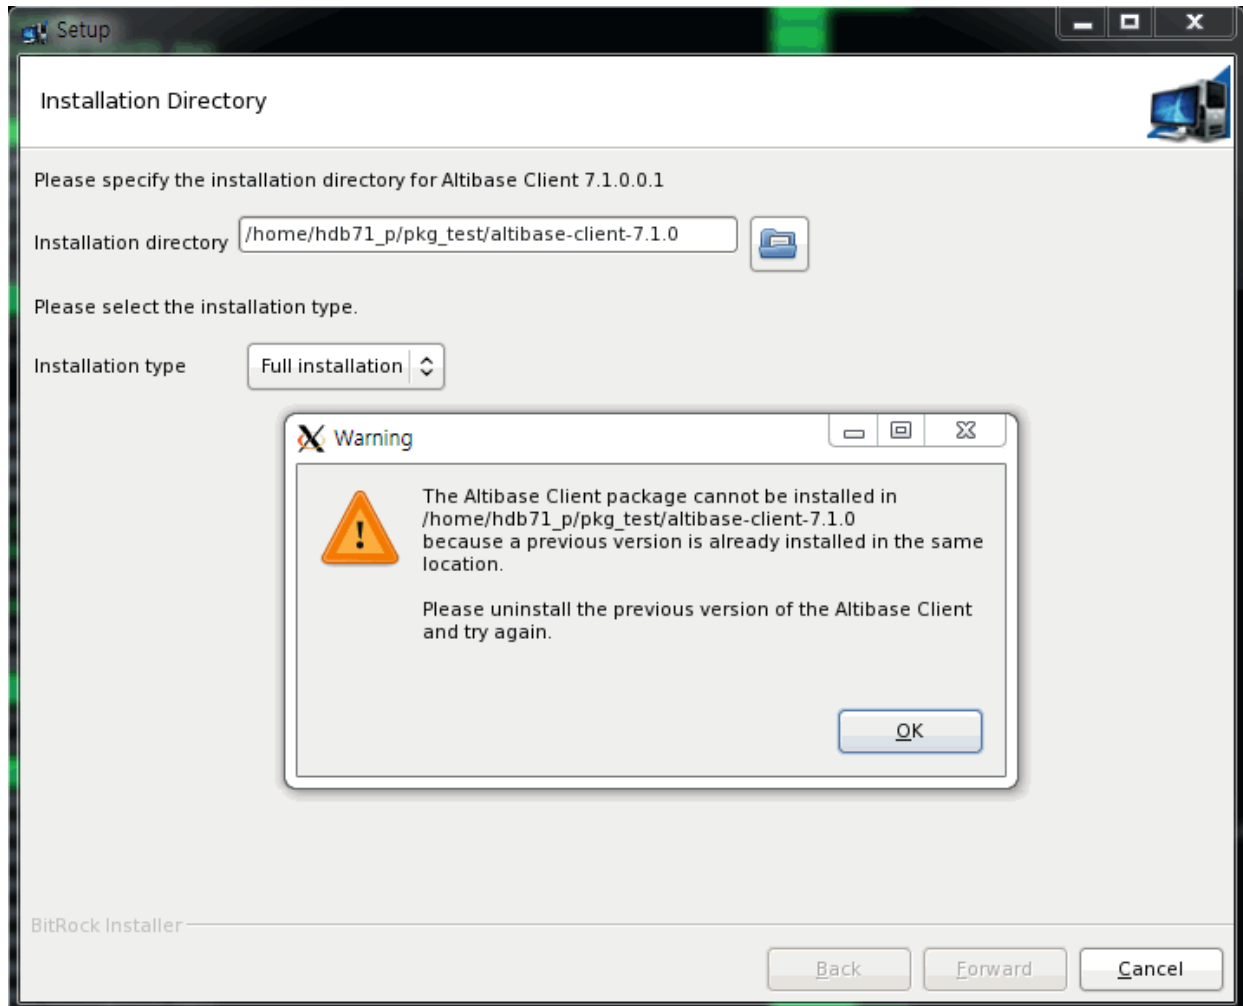 Setup
Installation Directory
Please specify the installation directory for Altibase Client 7.1.0.0.1
Installation directory /home/hdb71_p/pkg_test/altibase-client-7.1.0
Please select the installation type.
Installation type Full installation
Warning
The Altibase Client package cannot be installed in
/home/hdb71_p/pkg_test/altibase-client-7.1.0
because a previous version is already installed in the same
location.
Please uninstall the previous version of the Altibase Client
and try again.
OK
BitRock Installer
Back Forward Cancel